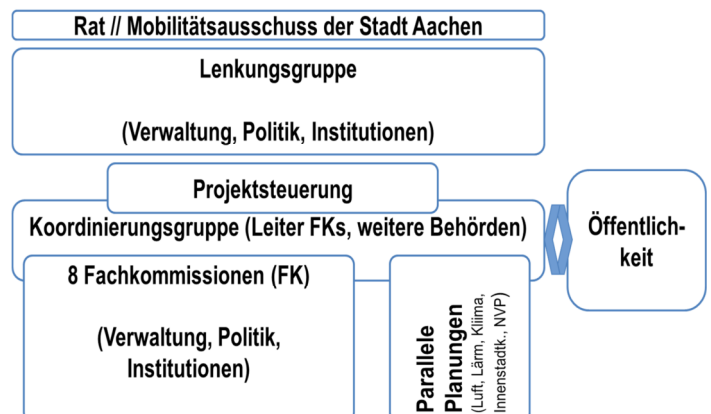 Rat // Mobilitätsausschuss der Stadt Aachen
Lenkungsgruppe
(Verwaltung, Politik, Institutionen)
Projektsteuerung
Koordinierungsgruppe (Leiter FKs, weitere Behörden)
Öffentlich-
keit
8 Fachkommissionen (FK)
(Verwaltung, Politik,
Institutionen)
Parallele
Planungen
(Luft, Lärm, Kliima,
Innenstadtk., NVP)